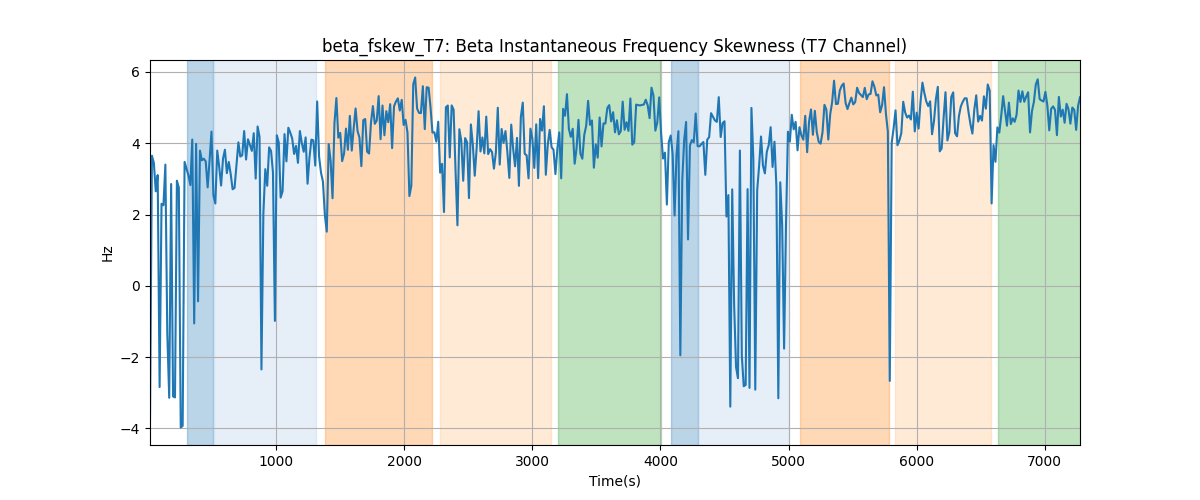 beta_fskew_T7: Beta Instantaneous Frequency Skewness (T7 Channel)
6
4
2
0
−2
−4
Hz
1000 2000 3000 4000 5000 6000 7000
Time(s)